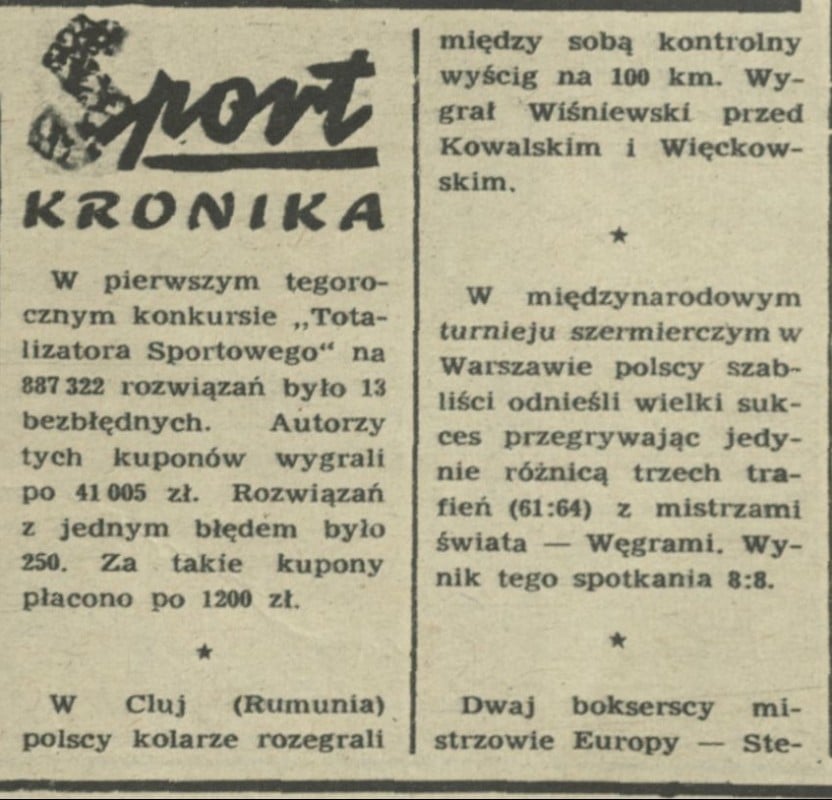 Sport
KRONIKA
W pierwszym tegoro-
cznym konkursie „Tota-
lizatora Sportowego“ na
887 322 rozwiązań było 13
bezbłędnych. Autorzy
tych kuponów wygrali
po 41 005 zł. Rozwiązań
z jednym błędem było
250. Za takie kupony
płacono po 1200 zł.
★
W Cluj (Rumunia)
polscy kolarze rozegrali
między sobą kontrolny
wyścig na 100 km. Wy-
grał Wiśniewski przed
Kowalskim i Więckow-
skim.
★
W międzynarodowym
turnieju szermierczym w
Warszawie polscy szab-
liści odnieśli wielki suk-
ces przegrywając jedy-
nie różnicą trzech tra-
fień (61:64) z mistrzami
świata — Węgrami. Wy-
nik tego spotkania 8:8.
★
Dwaj bokserscy mi-
strzowie Europy — Ste-